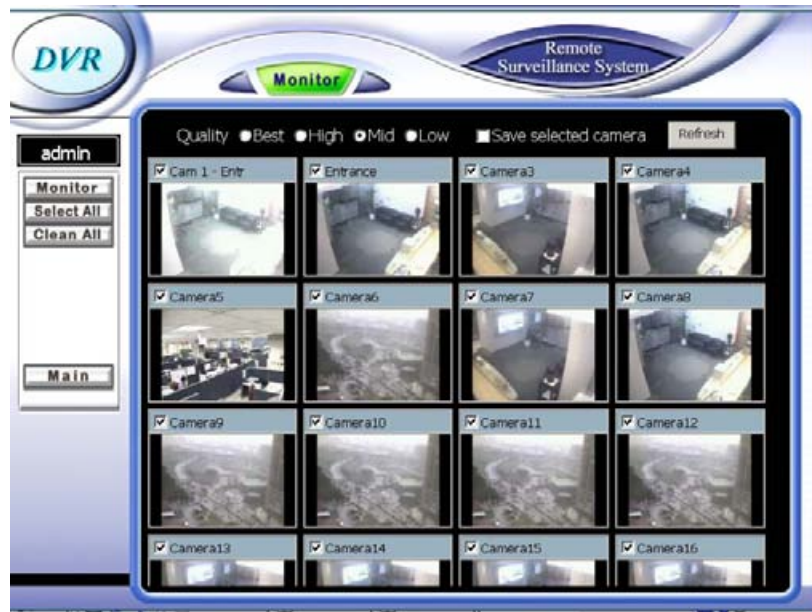 DVR
Monitor
Remote
Surveillance System
admin
Monitor
Select All
Clean All
Main
Quality Best High Mid Low Save selected camera Refresh
Cam 1 - Entr Entrance Camera3 Camera4
Camera5 Camera6 Camera7 Camera8
Camera9 Camera10 Camera11 Camera12
Camera13 Camera14 Camera15 Camera16